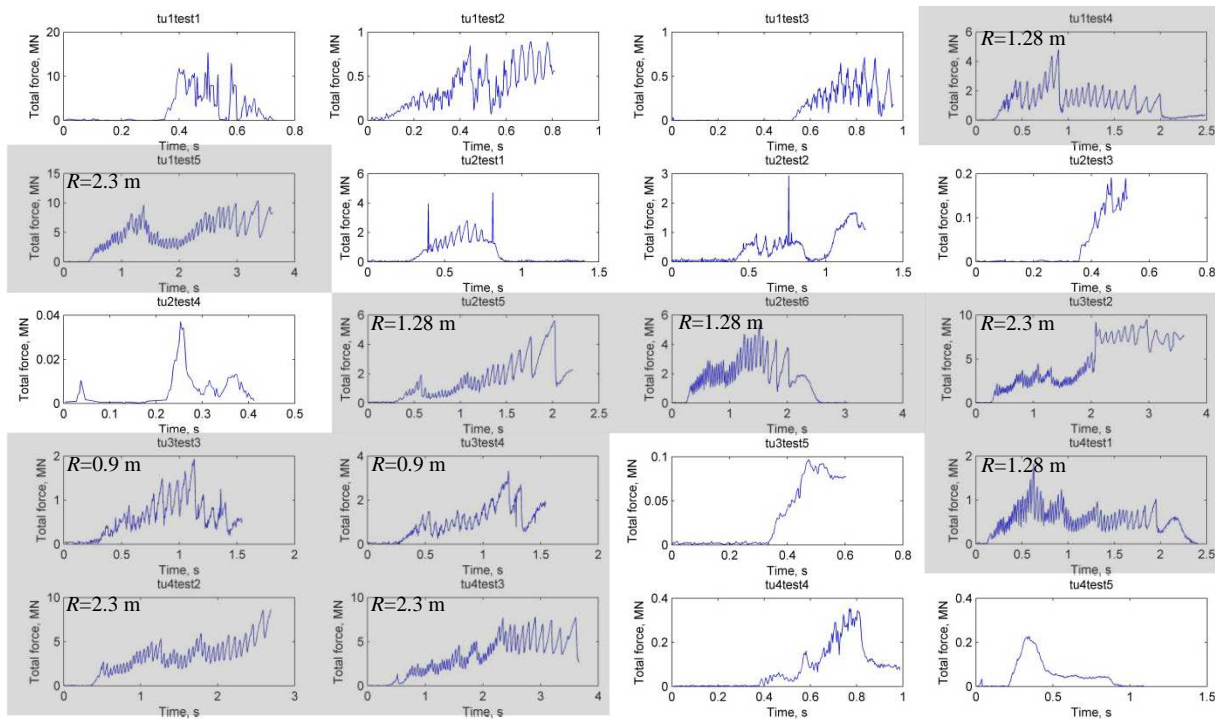 tu1test1
Total force, MN
20
10
0
0 0.2 0.4 0.6 0.8
Time, s
tu1test2
Total force, MN
1
0.5
0
0 0.2 0.4 0.6 0.8 1
Time, s
tu1test3
Total force, MN
1
0.5
0
0 0.2 0.4 0.6 0.8 1
Time, s
tu1test4
R=1.28 m
Total force, MN
6
4
2
0
0 0.5 1 1.5 2 2.5
Time, s
tu1test5
R=2.3 m
Total force, MN
15
10
5
0
0 1 2 3 4
Time, s
tu2test1
Total force, MN
6
4
2
0
0 0.5 1 1.5
Time, s
tu2test2
Total force, MN
3
2
1
0
0 0.5 1 1.5
Time, s
tu2test3
Total force, MN
0.2
0.1
0
0 0.2 0.4 0.6 0.8
Time, s
tu2test4
Total force, MN
0.04
0.02
0
0 0.1 0.2 0.3 0.4 0.5
Time, s
tu2test5
R=1.28 m
Total force, MN
6
4
2
0
0 0.5 1 1.5 2 2.5
Time, s
tu2test6
R=1.28 m
Total force, MN
6
4
2
0
0 1 2 3 4
Time, s
tu3test2
R=2.3 m
Total force, MN
10
5
0
0 1 2 3 4
Time, s
tu3test3
R=0.9 m
Total force, MN
2
1
0
0 0.5 1 1.5 2
Time, s
tu3test4
R=0.9 m
Total force, MN
4
2
0
0 0.5 1 1.5 2
Time, s
tu3test5
Total force, MN
0.1
0.05
0
0 0.2 0.4 0.6 0.8
Time, s
tu4test1
R=1.28 m
Total force, MN
2
1
0
0 0.5 1 1.5 2 2.5
Time, s
tu4test2
R=2.3 m
Total force, MN
10
5
0
0 1 2 3
Time, s
tu4test3
R=2.3 m
Total force, MN
10
5
0
0 1 2 3 4
Time, s
tu4test4
Total force, MN
0.4
0.2
0
0 0.2 0.4 0.6 0.8 1
Time, s
tu4test5
Total force, MN
0.4
0.2
0
0 0.5 1 1.5
Time, s